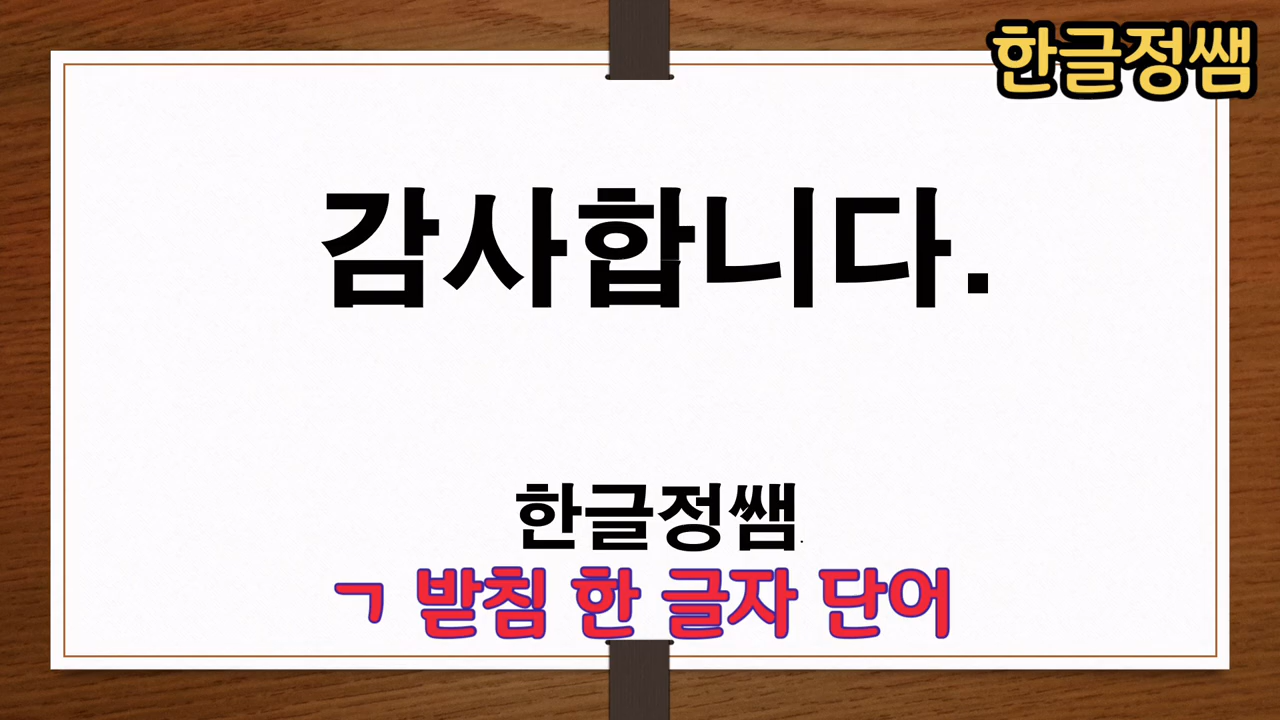 한글정쌤
감사합니다.
한글정쌤.
ㄱ 받침 한 글자 단어